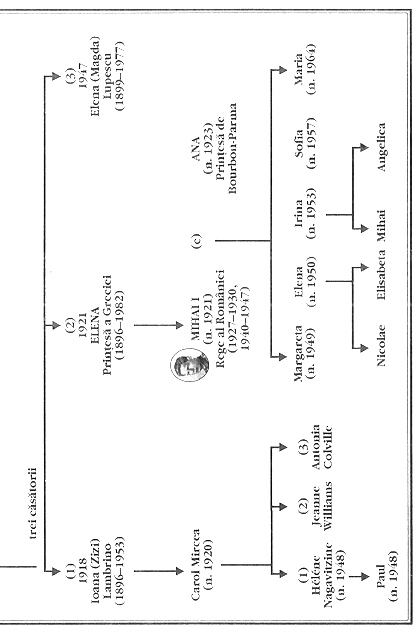 trei căsătorii
(1)
1918
Ioana (Zizi)
Lambrino
(1896–1953)
(2)
1921
ELENA
Prințesă a Greciei
(1896–1982)
(3)
1947
Elena (Magda)
Lupescu
(1899–1977)
Carol Mircea
(n. 1920)
MIHAI I
(n. 1921)
Rege al României
(1927–1930,
1940–1947)
(c)
ANA
(n. 1923)
Prințesă de
Bourbon-Parma
(1)
Hélène
Nagavitzine
(n. 1948)
(2)
Jeanne
Williams
(3)
Antonia
Colville
Margareta
(n. 1949)
Elena
(n. 1950)
Irina
(n. 1953)
Sofia
(n. 1957)
Maria
(n. 1964)
Paul
(n. 1948)
Nicolae
Elisabeta
Mihai
Angelica